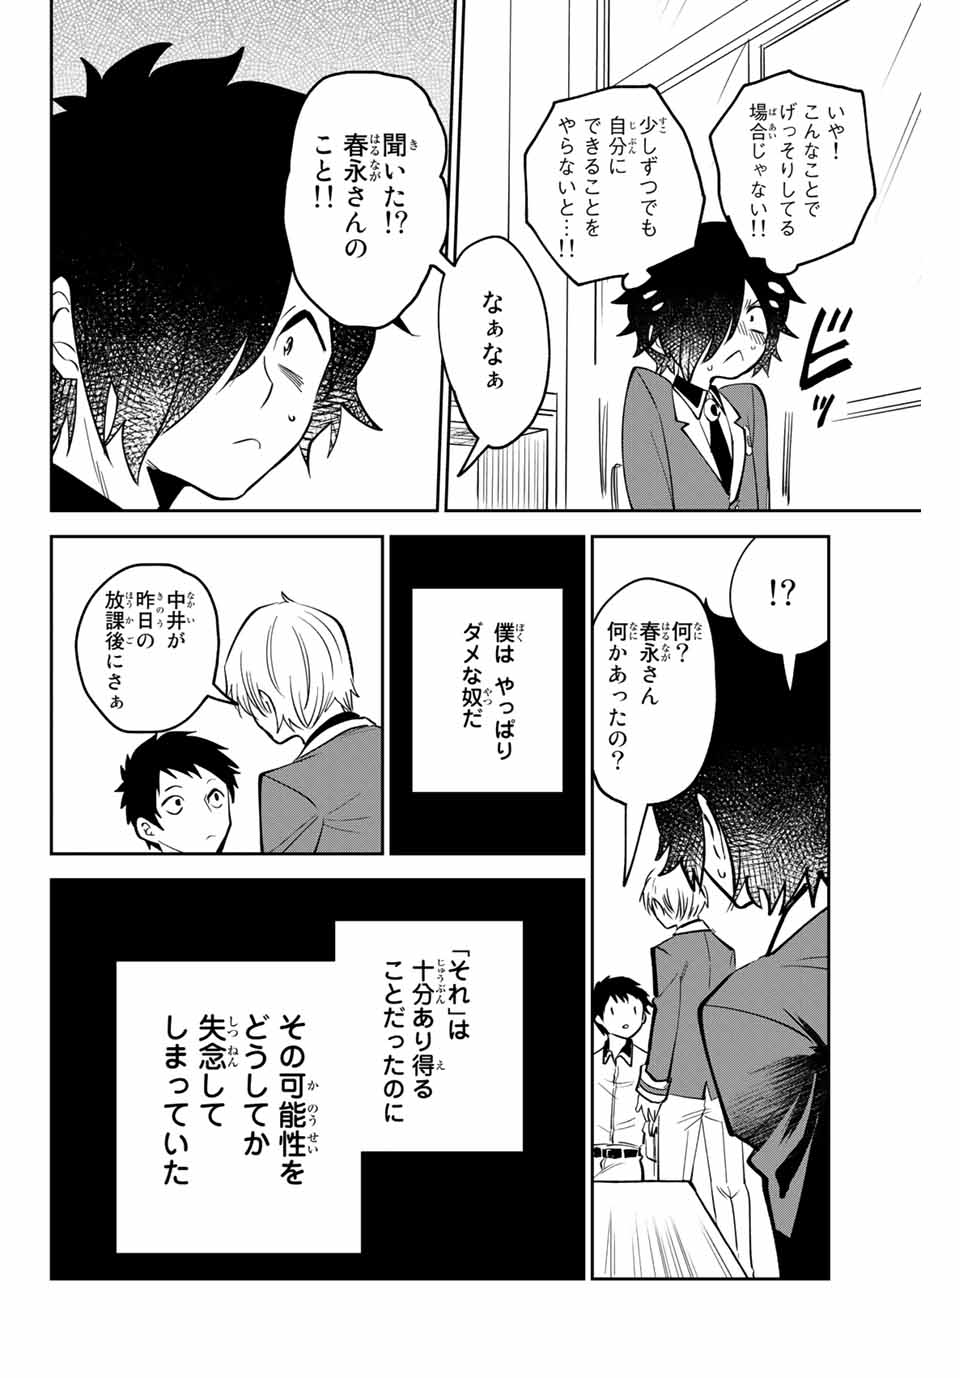 いや！
こんなことで
げっそりしてる
場合じゃない!!
少しずつでも
自分に
できることを
やらないと…!!
ビッ
なぁなぁ
聞いた!?
春永さんの
こと!!
!?
何？
春永さん
何かあったの？
僕は やっぱり
ダメな奴だ
中井が
昨日の
放課後にさぁ
「それ」は
十分あり得る
ことだったのに
その可能性を
どうしてか
失念して
しまっていた